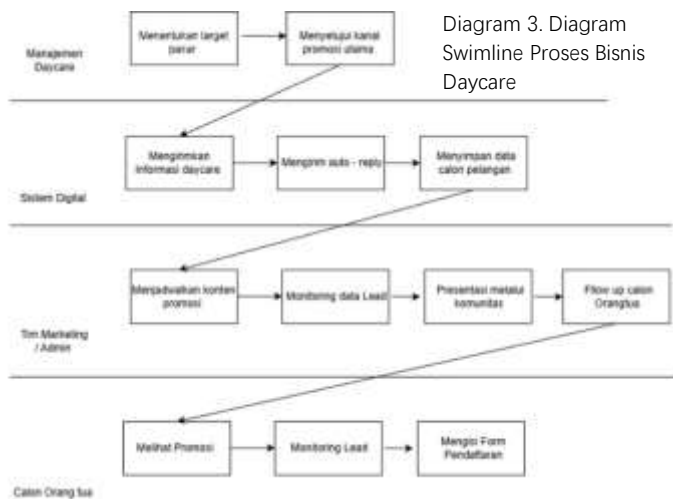 Menentukan target
pasar
Menyetujui kanal
promosi utama
Diagram 3. Diagram
Swimline Proses Bisnis
Daycare
Manajemen
Daycare
Mengirimkan
Informasi daycare
Mengirim auto - reply
Menyimpan data
calon pelangan
Sistem Digital
Menjadwalkan konten
promosi
Monitoring data Lead
Presentasi melalui
komunitas
Fllow up calon
Orangtua
Tim Marketing
/ Admin
Melihat Promosi
Monitoring Lead
Mengisi Form
Pendaftaran
Calon Orang tua